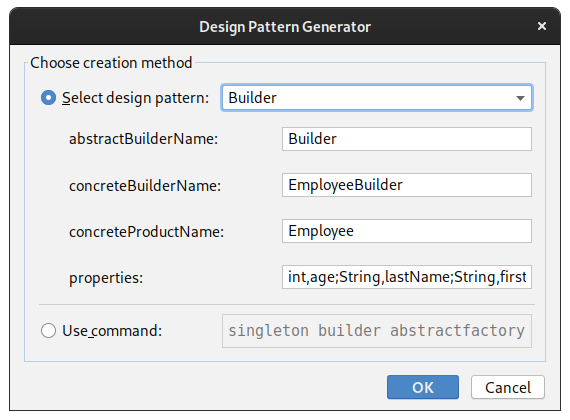 Design Pattern Generator ×
Choose creation method
Select design pattern: Builder
abstractBuilderName: Builder
concreteBuilderName: EmployeeBuilder
concreteProductName: Employee
properties: int,age;String,lastName;String,first
Use command: singleton builder abstractfactory
OK Cancel